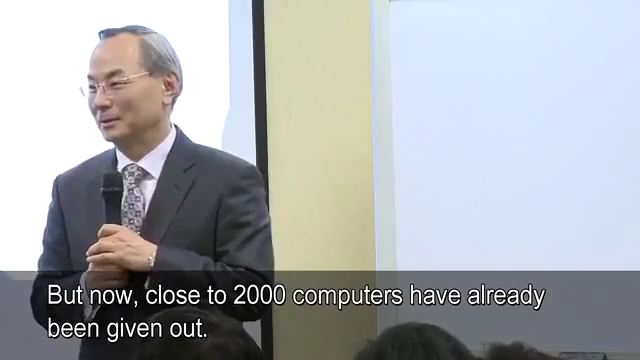 But now, close to 2000 computers have already
been given out.